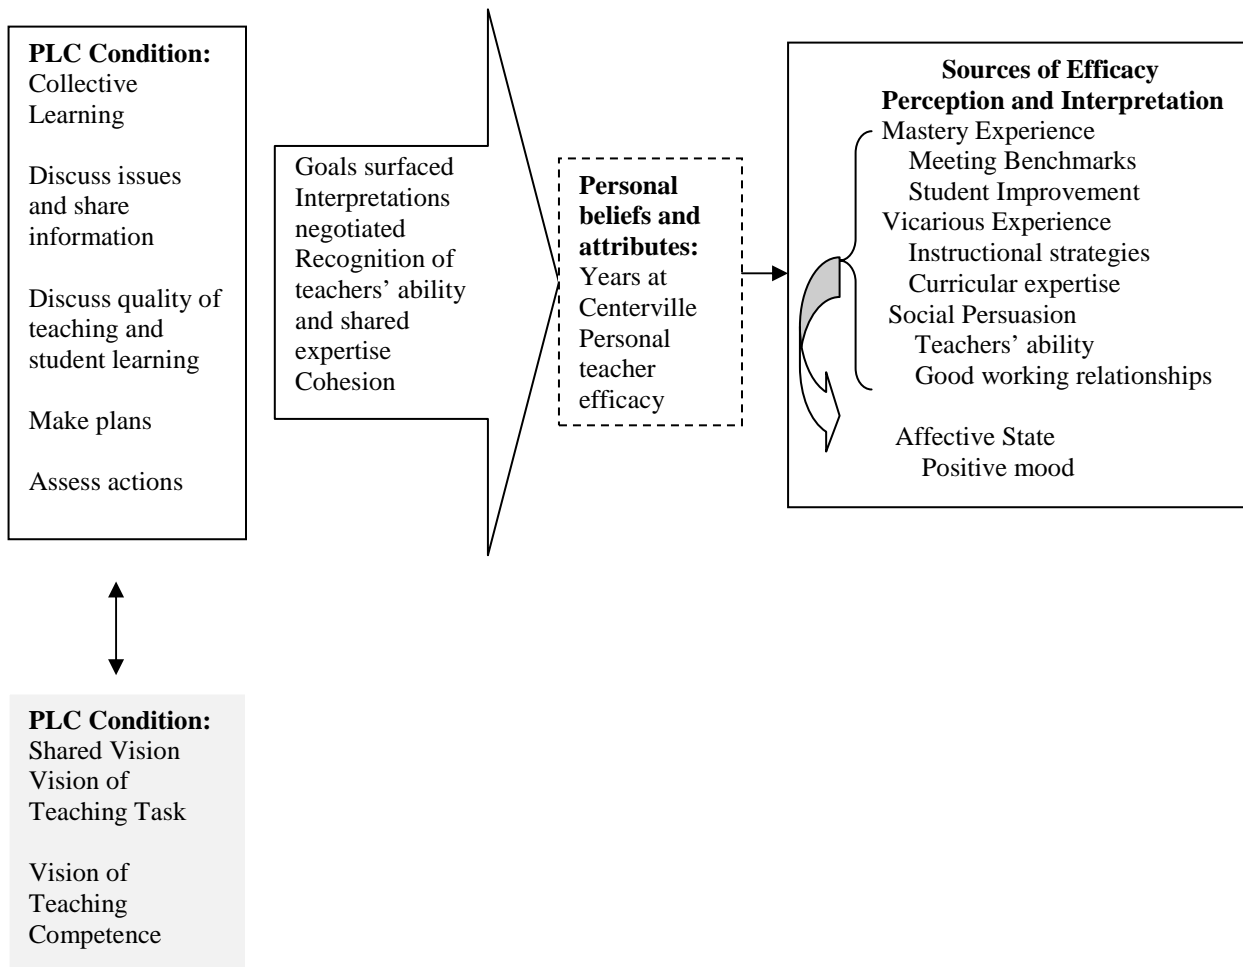 PLC Condition:
Collective
Learning
Discuss issues
and share
information
Discuss quality of
teaching and
student learning
Make plans
Assess actions
Goals surfaced
Interpretations
negotiated
Recognition of
teachers’ ability
and shared
expertise
Cohesion
Personal
beliefs and
attributes:
Years at
Centerville
Personal
teacher
efficacy
Sources of Efficacy
Perception and Interpretation
Mastery Experience
Meeting Benchmarks
Student Improvement
Vicarious Experience
Instructional strategies
Curricular expertise
Social Persuasion
Teachers’ ability
Good working relationships
Affective State
Positive mood
PLC Condition:
Shared Vision
Vision of
Teaching Task
Vision of
Teaching
Competence